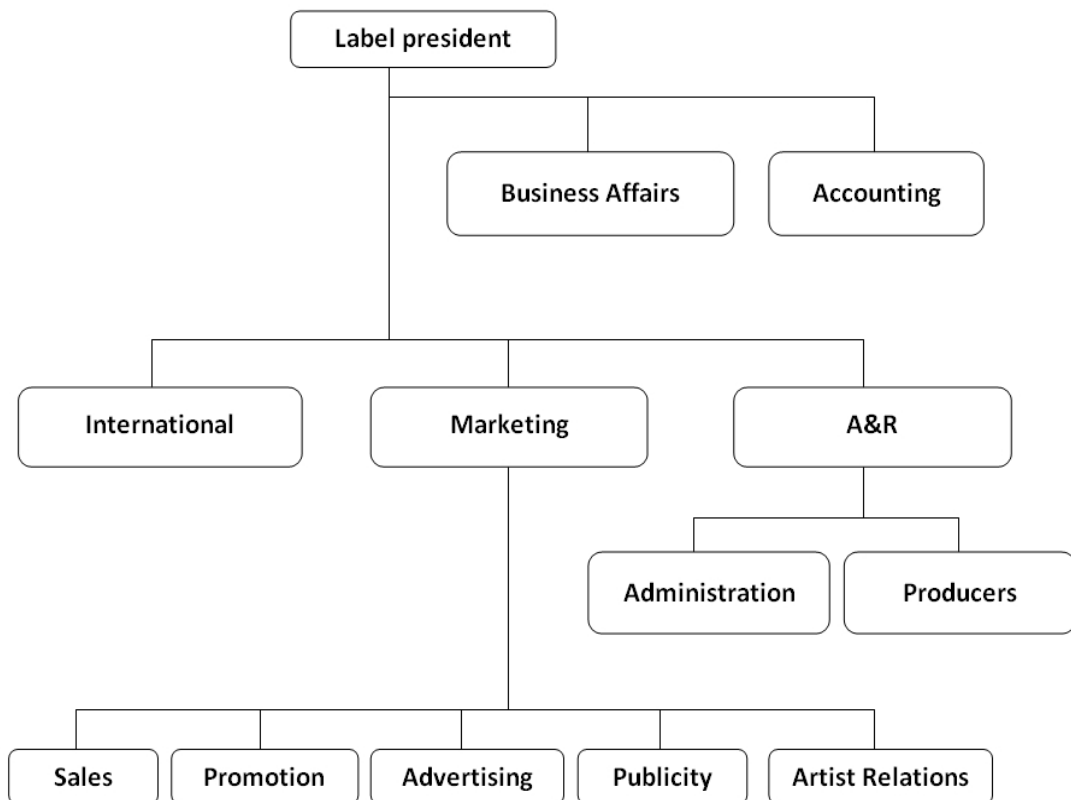 Label president
Business Affairs
Accounting
International
Marketing
A&R
Administration
Producers
Sales
Promotion
Advertising
Publicity
Artist Relations